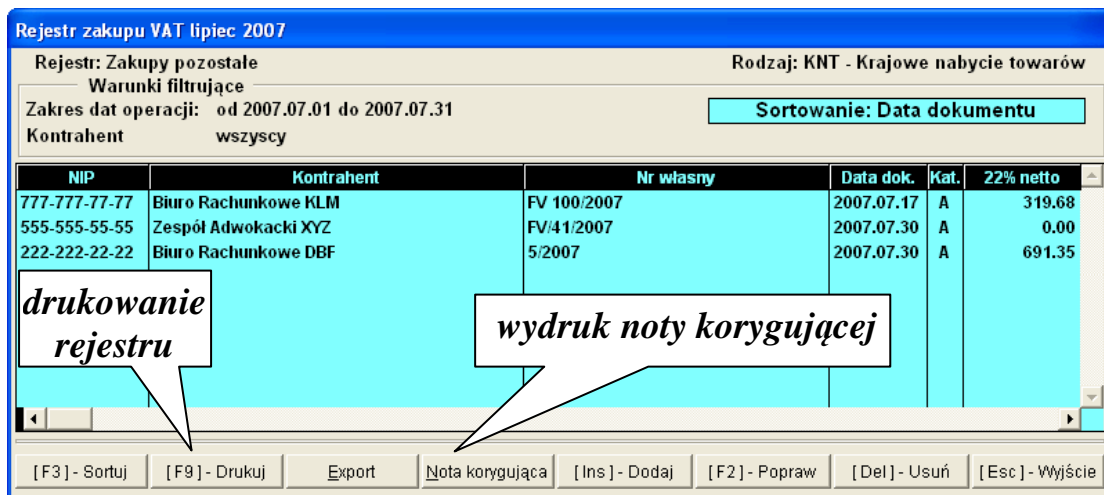 Rejestr zakupu VAT lipiec 2007
Rejestr: Zakupy pozostałe Rodzaj: KNT - Krajowe nabycie towarów
Warunki filtrujące
Zakres dat operacji: od 2007.07.01 do 2007.07.31 Sortowanie: Data dokumentu
Kontrahent wszyscy
NIP Kontrahent Nr własny Data dok. Kat. 22% netto
777-777-77-77 Biuro Rachunkowe KLM FV 100/2007 2007.07.17 A 319.68
555-555-55-55 Zespół Adwokacki XYZ FV/41/2007 2007.07.30 A 0.00
222-222-22-22 Biuro Rachunkowe DBF 5/2007 2007.07.30 A 691.35
drukowanie
rejestru
wydruk noty korygującej
[F3] - Sortuj [F9] - Drukuj Export Nota korygująca [Ins] - Dodaj [F2] - Popraw [Del] - Usuń [Esc] - Wyjście